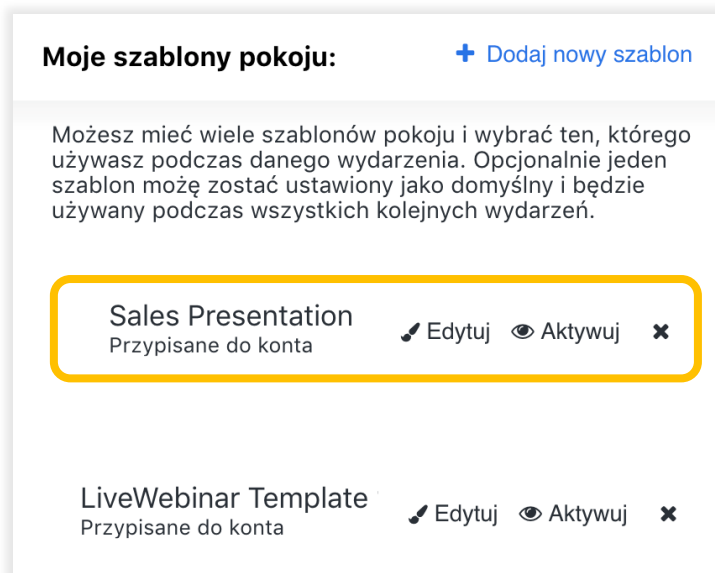 Moje szablony pokoju:
Dodaj nowy szablon
Możesz mieć wiele szablonów pokoju i wybrać ten, którego
używasz podczas danego wydarzenia. Opcjonalnie jeden
szablon możę zostać ustawiony jako domyślny i będzie
używany podczas wszystkich kolejnych wydarzeń.
Sales Presentation
Przypisane do konta
Edytuj
Aktywuj
LiveWebinar Template
Przypisane do konta
Edytuj
Aktywuj